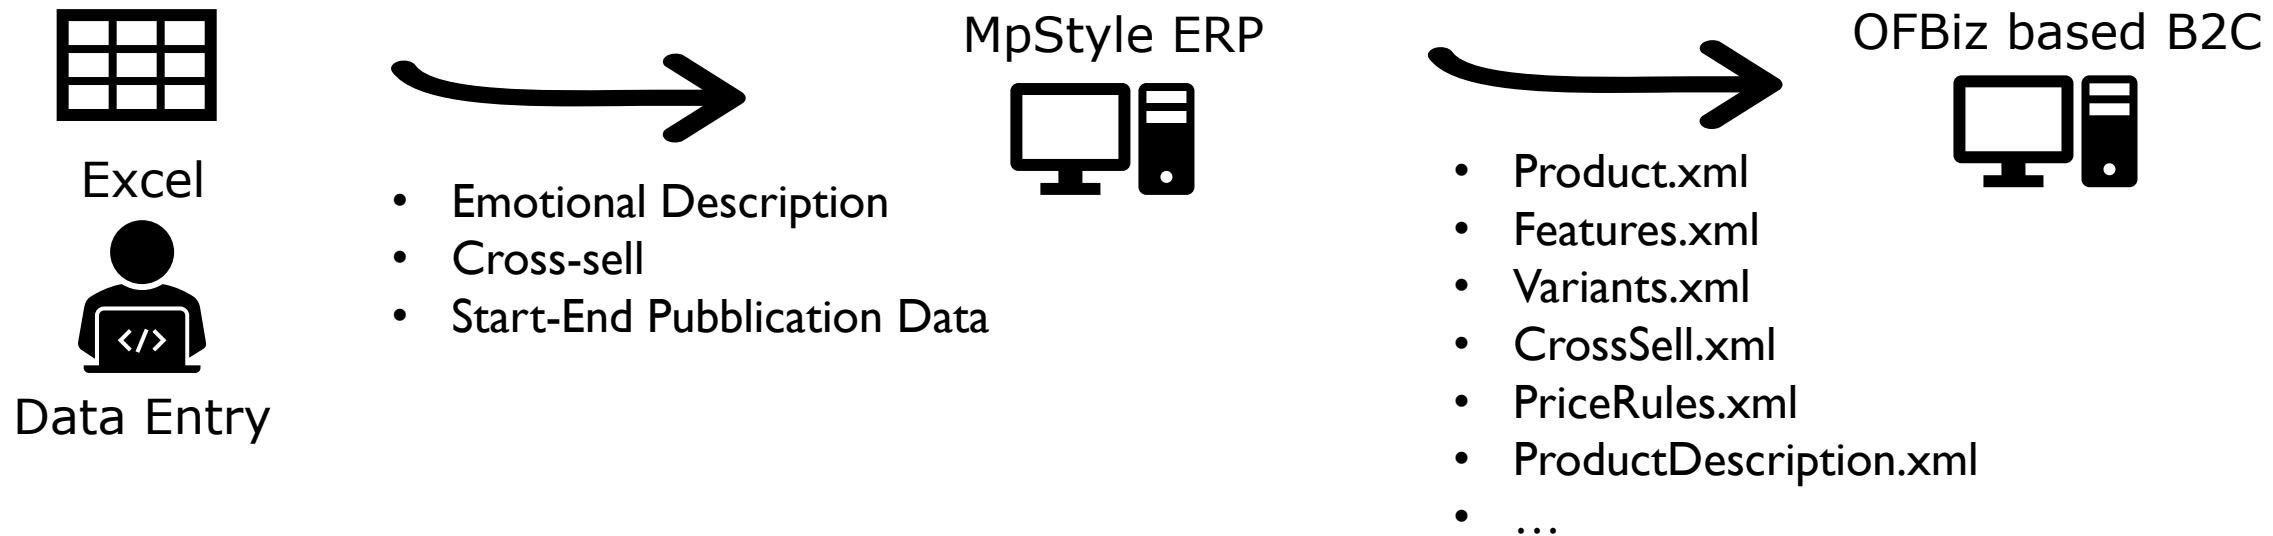 Excel
Data Entry
• Emotional Description
• Cross-sell
• Start-End Pubblication Data
MpStyle ERP
• Product.xml
• Features.xml
• Variants.xml
• CrossSell.xml
• PriceRules.xml
• ProductDescription.xml
• …
OFBiz based B2C